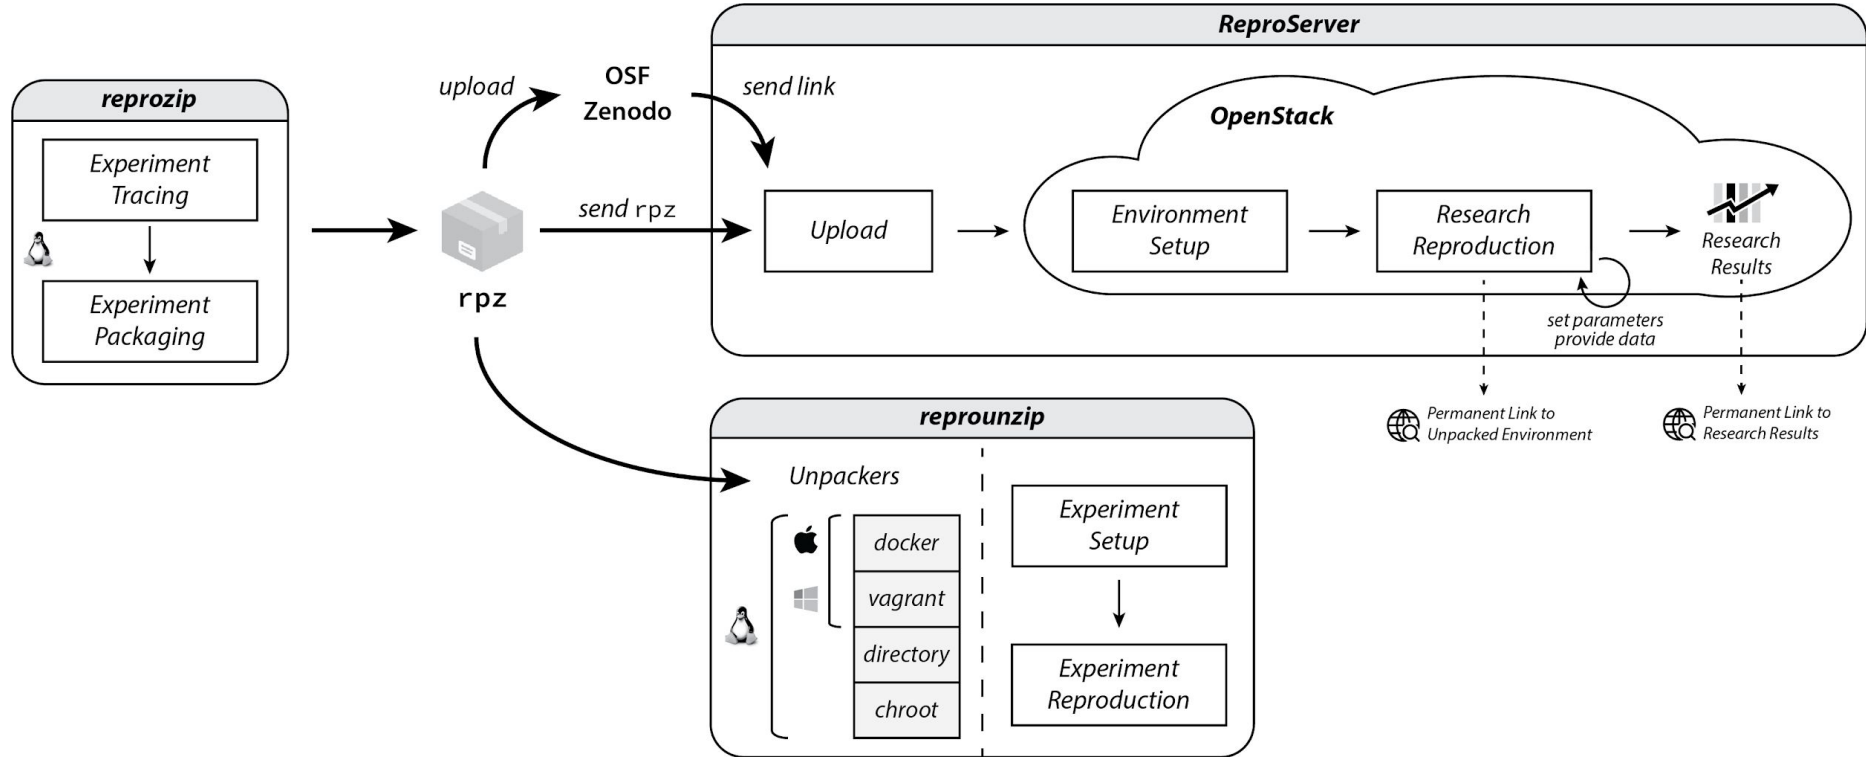 reprozip
Experiment
Tracing
Experiment
Packaging
upload
OSF
Zenodo
send link
send rpz
rpz
ReproServer
OpenStack
Upload
Environment
Setup
Research
Reproduction
Research
Results
set parameters
provide data
Permanent Link to
Unpacked Environment
Permanent Link to
Research Results
reprounzip
Unpackers
docker
vagrant
directory
chroot
Experiment
Setup
Experiment
Reproduction